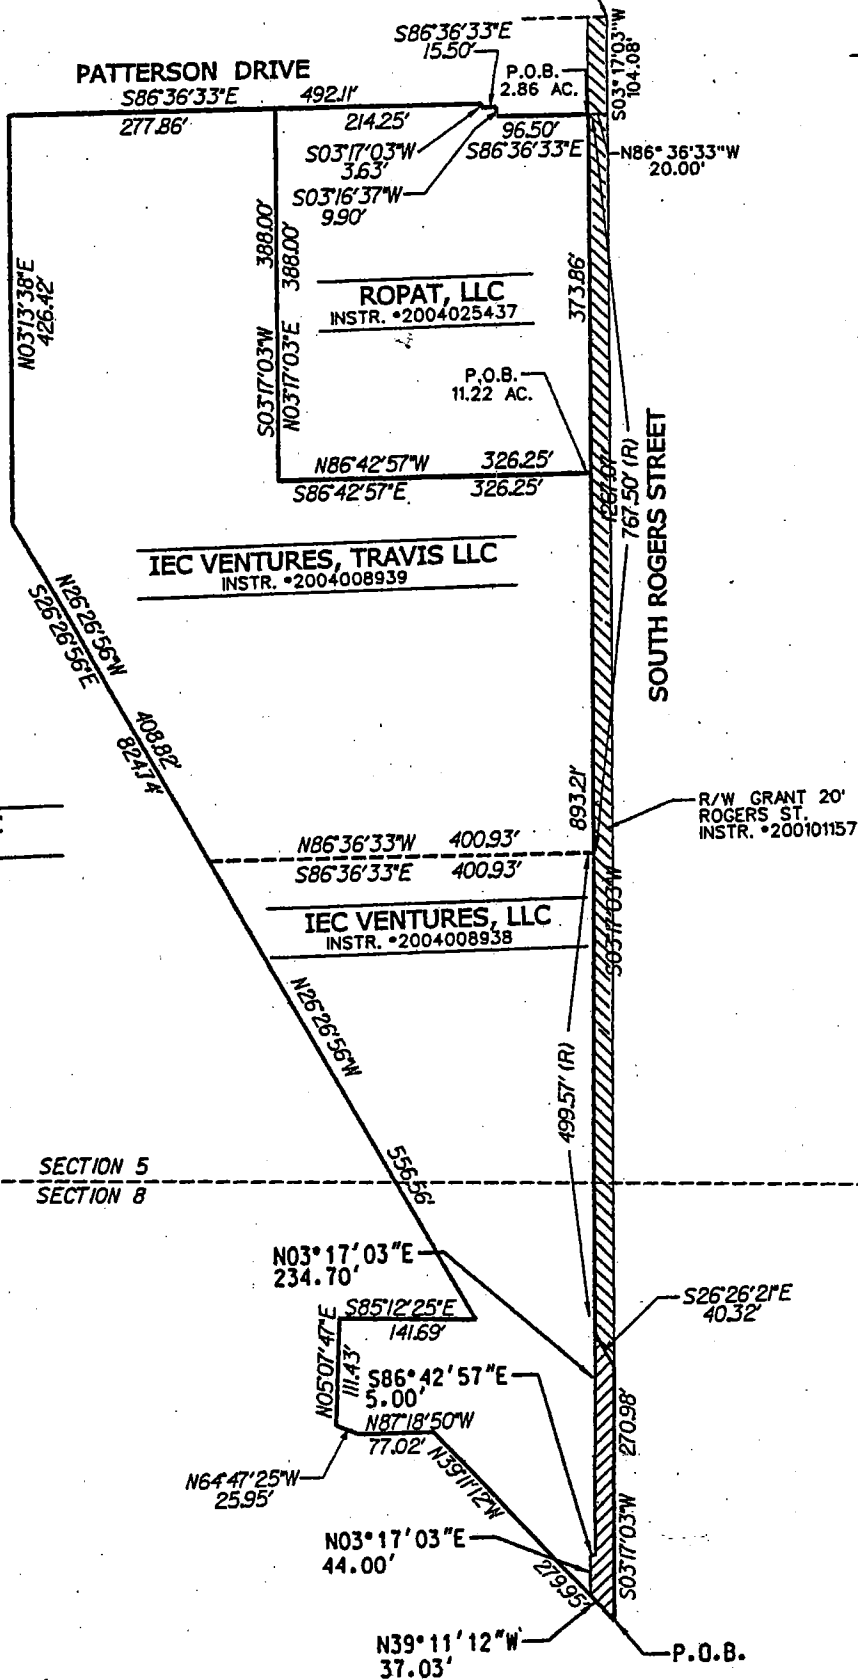 S86°36'33"E
15.50'
S03°17'03"W
104.08'
PATTERSON DRIVE
P.O.B.
2.86 AC.
S86°36'33"E 492.11'
277.86'
214.25'
96.50'
S86°36'33"E
N86°36'33"W
20.00'
S03°17'03"W
3.63'
S03°16'37"W
9.90'
N03°13'38"E
426.42'
S03°17'03"W 388.00'
N03°17'03"E 388.00'
ROPAT, LLC
INSTR. •2004025437
373.86'
P.O.B.
11.22 AC.
N86°42'57"W 326.25'
S86°42'57"E 326.25'
767.50' (R)
SOUTH ROGERS STREET
IEC VENTURES, TRAVIS LLC
INSTR. •2004008939
N26°26'56"W
S26°26'56"E
408.82'
824.74'
893.21'
R/W GRANT 20'
ROGERS ST.
INSTR. •200101157
N86°36'33"W 400.93'
S86°36'33"E 400.93'
IEC VENTURES, LLC
INSTR. •2004008938
S03°17'03"W
N26°26'56"W
556.56'
499.57' (R)
SECTION 5
SECTION 8
N03°17'03"E
234.70'
S26°26'21"E
40.32'
S85°12'25"E
141.69'
N05°07'47"E
111.43'
S86°42'57"E
5.00'
N87°18'50"W
77.02'
270.98'
S03°17'03"W
N64°47'25"W
25.95'
N39°11'12"W
279.95'
N03°17'03"E
44.00'
N39°11'12"W
37.03'
P.O.B.